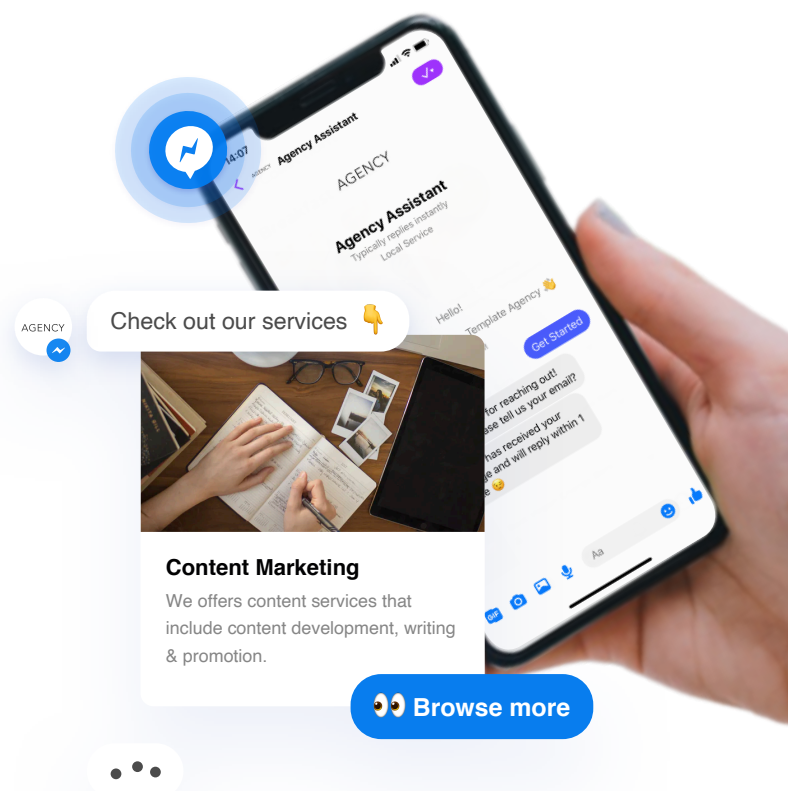 14:07
AGENCY
Agency Assistant
AGENCY
Agency Assistant
Typically replies instantly
Local Service
Hello!
Template Agency 👋
Get Started
for reaching out!
tell us your email?
has received your
and will reply within 1
😉
Aa
GIF
AGENCY
Check out our services 👇
Content Marketing
We offers content services that
include content development, writing
& promotion.
👀 Browse more